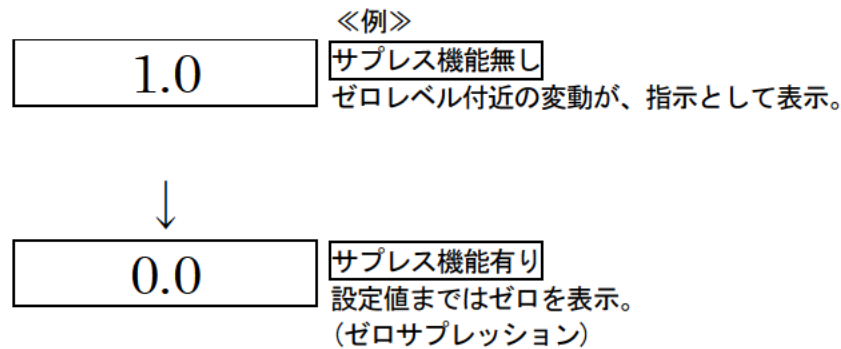 ≪例≫
1.0
サプレス機能無し
ゼロレベル付近の変動が、指示として表示。
↓
0.0
サプレス機能有り
設定値まではゼロを表示。
(ゼロサプレッション)